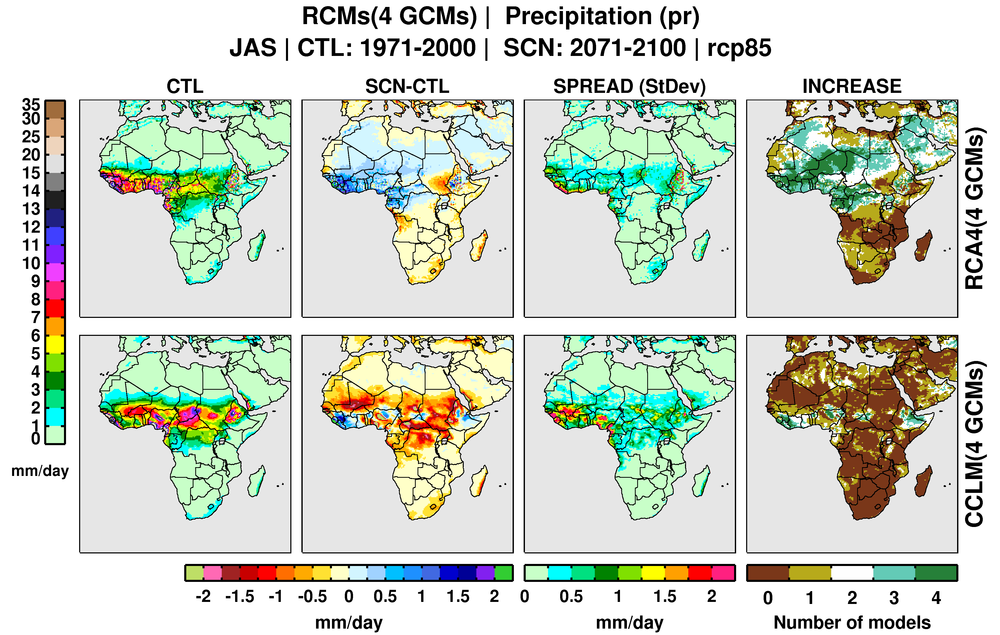 RCMs(4 GCMs) | Precipitation (pr)
JAS | CTL: 1971-2000 | SCN: 2071-2100 | rcp85
CTL
SCN-CTL
SPREAD (StDev)
INCREASE
35
30
25
20
15
14
13
12
11
10
9
8
7
6
5
4
3
2
1
0
mm/day
RCA4(4 GCMs)
CCLM(4 GCMs)
-2 -1.5 -1 -0.5 0 0.5 1 1.5 2
mm/day
0 0.5 1 1.5 2
mm/day
0 1 2 3 4
Number of models